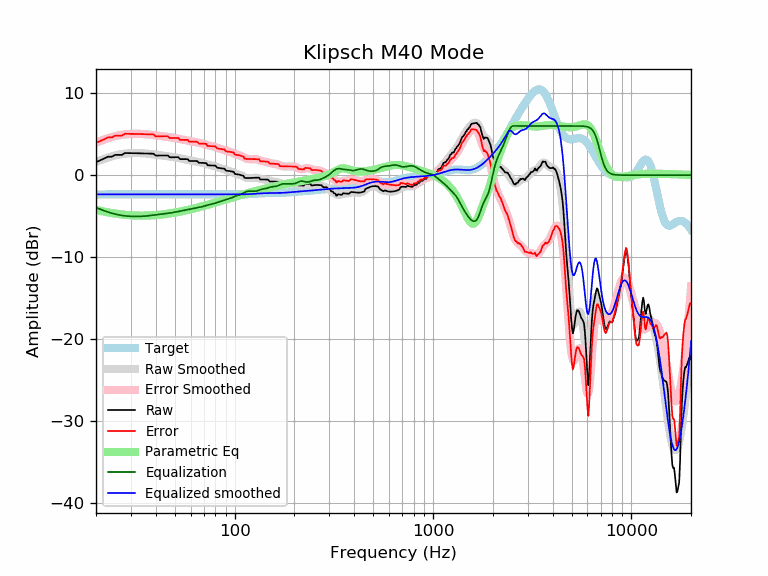 Klipsch M40 Mode
Amplitude (dBr)
10
0
−10
−20
−30
−40
Target
Raw Smoothed
Error Smoothed
Raw
Error
Parametric Eq
Equalization
Equalized smoothed
100
1000
10000
Frequency (Hz)